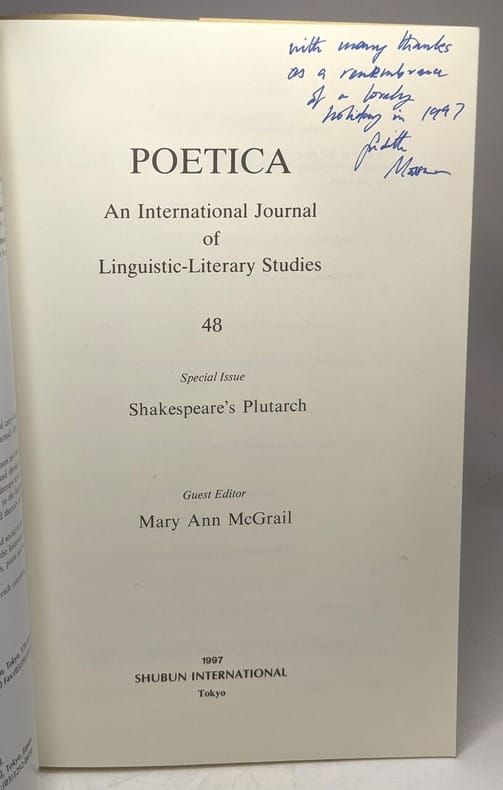 with many thanks
as a remembrance
of a lovely
holiday in 1997
Judith
POETICA
An International Journal
of
Linguistic-Literary Studies
48
Special Issue
Shakespeare's Plutarch
Guest Editor
Mary Ann McGrail
1997
SHUBUN INTERNATIONAL
Tokyo